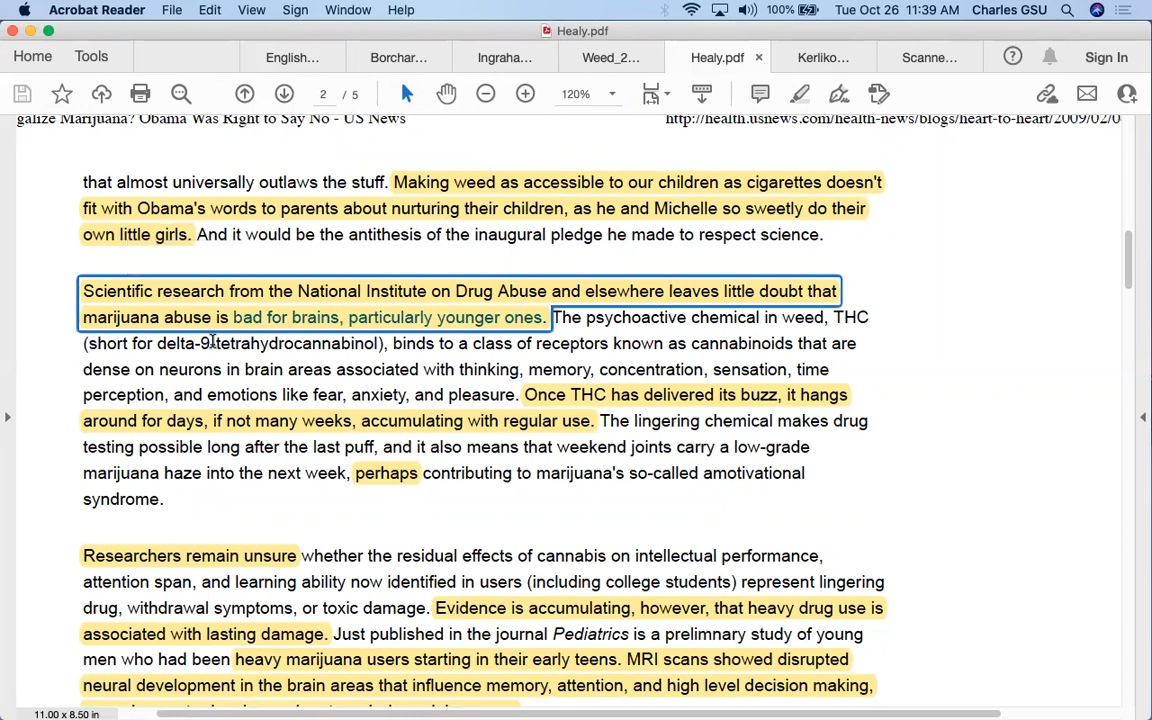 Acrobat Reader File Edit View Sign Window Help 100% Tue Oct 26 11:39 AM Charles GSU
Healy.pdf
Home Tools English... Borchar... Ingraha... Weed_2... Healy.pdf × Kerliko... Scanne... Sign In
2 / 5 120%
galize Marijuana? Obama Was Right to Say No - US News http://health.usnews.com/health-news/blogs/heart-to-heart/2009/02/0
that almost universally outlaws the stuff. Making weed as accessible to our children as cigarettes doesn't
fit with Obama's words to parents about nurturing their children, as he and Michelle so sweetly do their
own little girls. And it would be the antithesis of the inaugural pledge he made to respect science.
Scientific research from the National Institute on Drug Abuse and elsewhere leaves little doubt that
marijuana abuse is bad for brains, particularly younger ones. The psychoactive chemical in weed, THC
(short for delta-9-tetrahydrocannabinol), binds to a class of receptors known as cannabinoids that are
dense on neurons in brain areas associated with thinking, memory, concentration, sensation, time
perception, and emotions like fear, anxiety, and pleasure. Once THC has delivered its buzz, it hangs
around for days, if not many weeks, accumulating with regular use. The lingering chemical makes drug
testing possible long after the last puff, and it also means that weekend joints carry a low-grade
marijuana haze into the next week, perhaps contributing to marijuana's so-called amotivational
syndrome.
Researchers remain unsure whether the residual effects of cannabis on intellectual performance,
attention span, and learning ability now identified in users (including college students) represent lingering
drug, withdrawal symptoms, or toxic damage. Evidence is accumulating, however, that heavy drug use is
associated with lasting damage. Just published in the journal Pediatrics is a prelimnary study of young
men who had been heavy marijuana users starting in their early teens. MRI scans showed disrupted
neural development in the brain areas that influence memory, attention, and high level decision making,
11.00 x 8.50 in